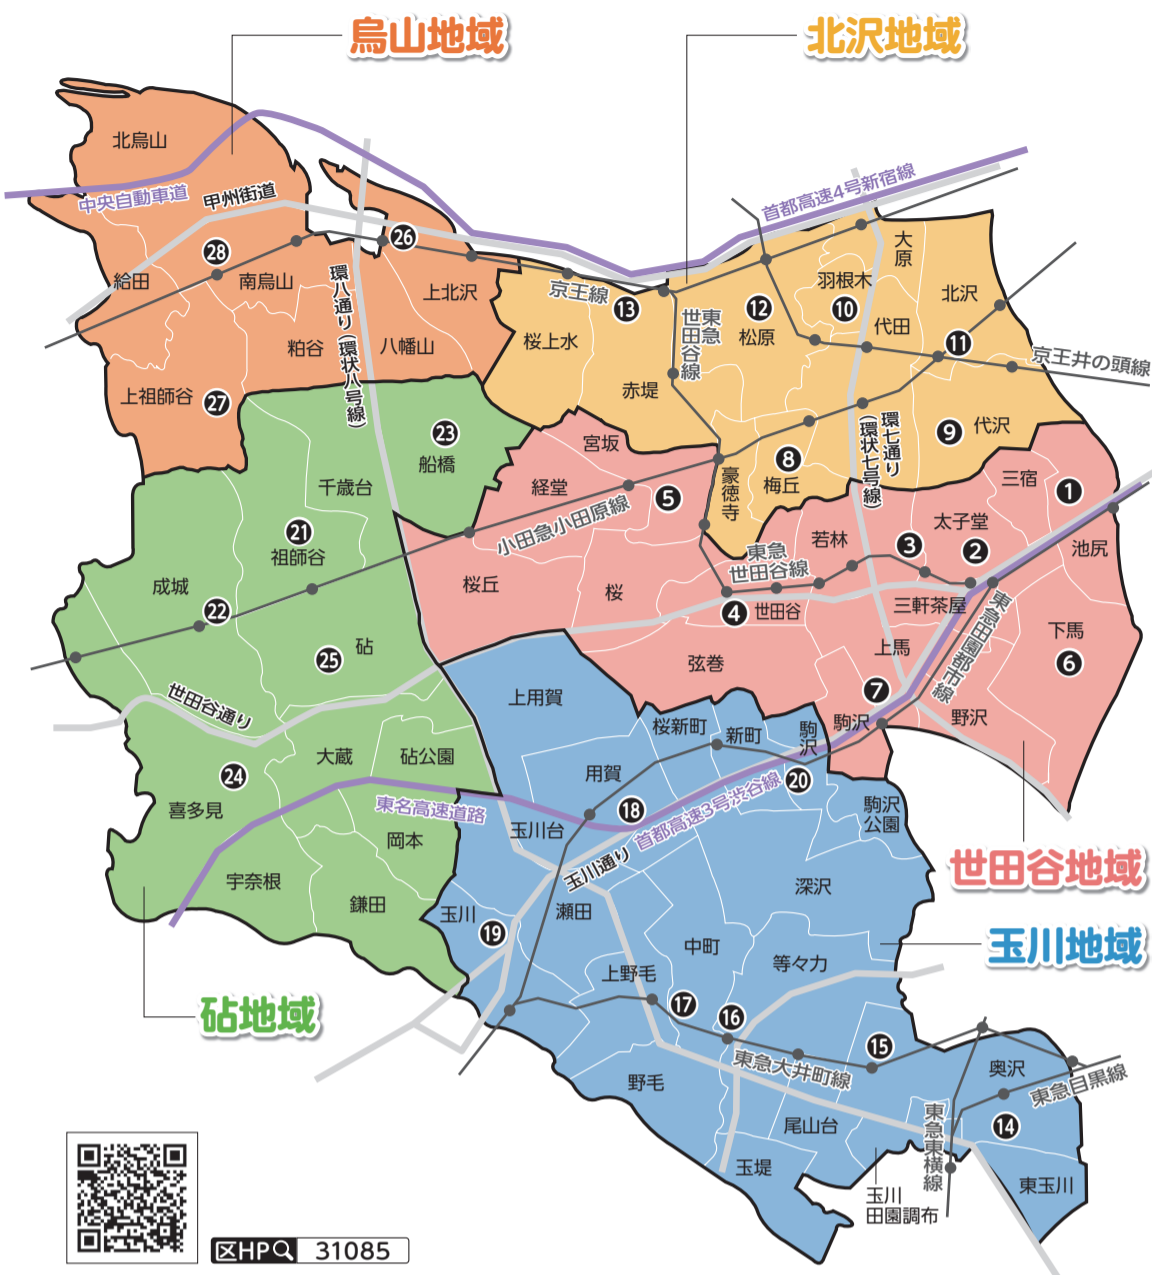 烏山地域
北沢地域
北烏山
中央自動車道
甲州街道
首都高速4号新宿線
28
26
給田
南烏山
環八通り(環状八号線)
上北沢
粕谷
八幡山
上祖師谷
27
京王線
13
東急
世田谷線
12
松原
羽根木
10
大原
代田
北沢
11
京王井の頭線
桜上水
赤堤
環七通り
(環状七号線)
9
代沢
8
梅丘
豪徳寺
23
船橋
千歳台
21
祖師谷
成城
22
25
砧
世田谷通り
大蔵
砧公園
24
喜多見
東名高速道路
岡本
宇奈根
鎌田
宮坂
経堂
5
小田急小田原線
桜丘
桜
東急
世田谷線
若林
3
太子堂
2
三宿
1
池尻
4
世田谷
三軒茶屋
東急田園都市線
下馬
6
弦巻
上馬
7
駒沢
野沢
上用賀
桜新町
新町
駒沢
用賀
18
20
首都高速3号渋谷線
駒沢
公園
玉川台
玉川通り
深沢
世田谷地域
玉川
19
瀬田
中町
等々力
玉川地域
上野毛
17
16
15
東急大井町線
奥沢
東急目黒線
野毛
尾山台
東急東横線
14
玉堤
玉川
田園調布
東玉川
砧地域
区HP 31085